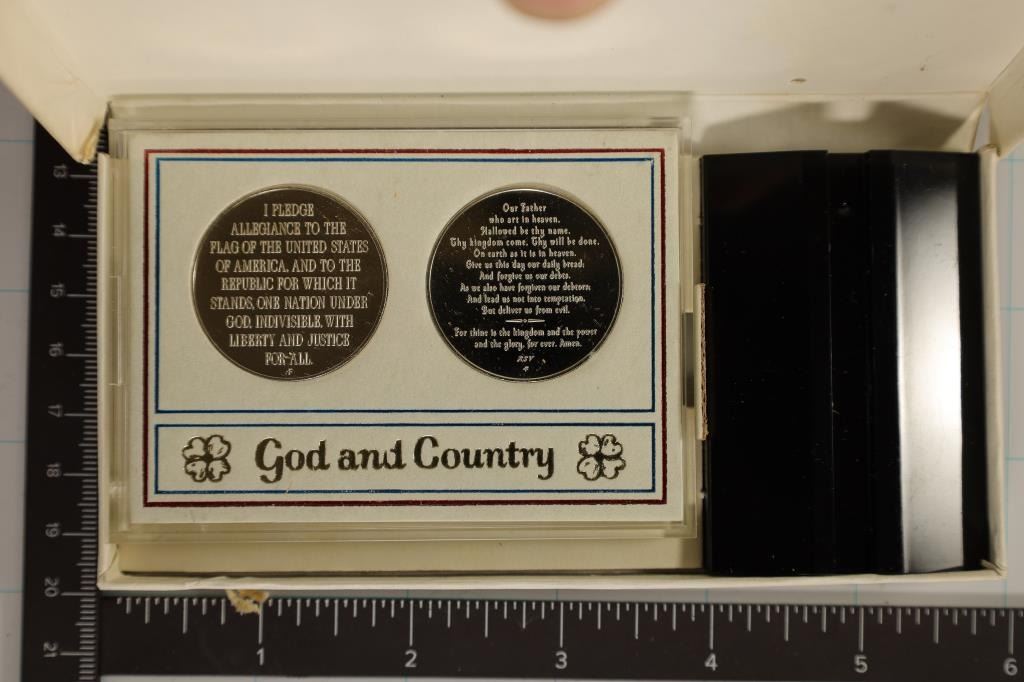 I PLEDGE
ALLEGIANCE TO THE
FLAG OF THE UNITED STATES
OF AMERICA, AND TO THE
REPUBLIC FOR WHICH IT
STANDS, ONE NATION UNDER
GOD, INDIVISIBLE, WITH
LIBERTY AND JUSTICE
FOR ALL.
Our Father
who art in heaven,
Hallowed be thy name.
Thy kingdom come, Thy will be done,
On earth as it is in heaven.
Give us this day our daily bread;
And forgive us our debts,
As we also have forgiven our debtors;
And lead us not into temptation,
But deliver us from evil.
For thine is the kingdom and the power
and the glory, for ever. Amen.
RSV
God and Country
13
14
15
16
17
18
19
20
21
1
2
3
4
5
6